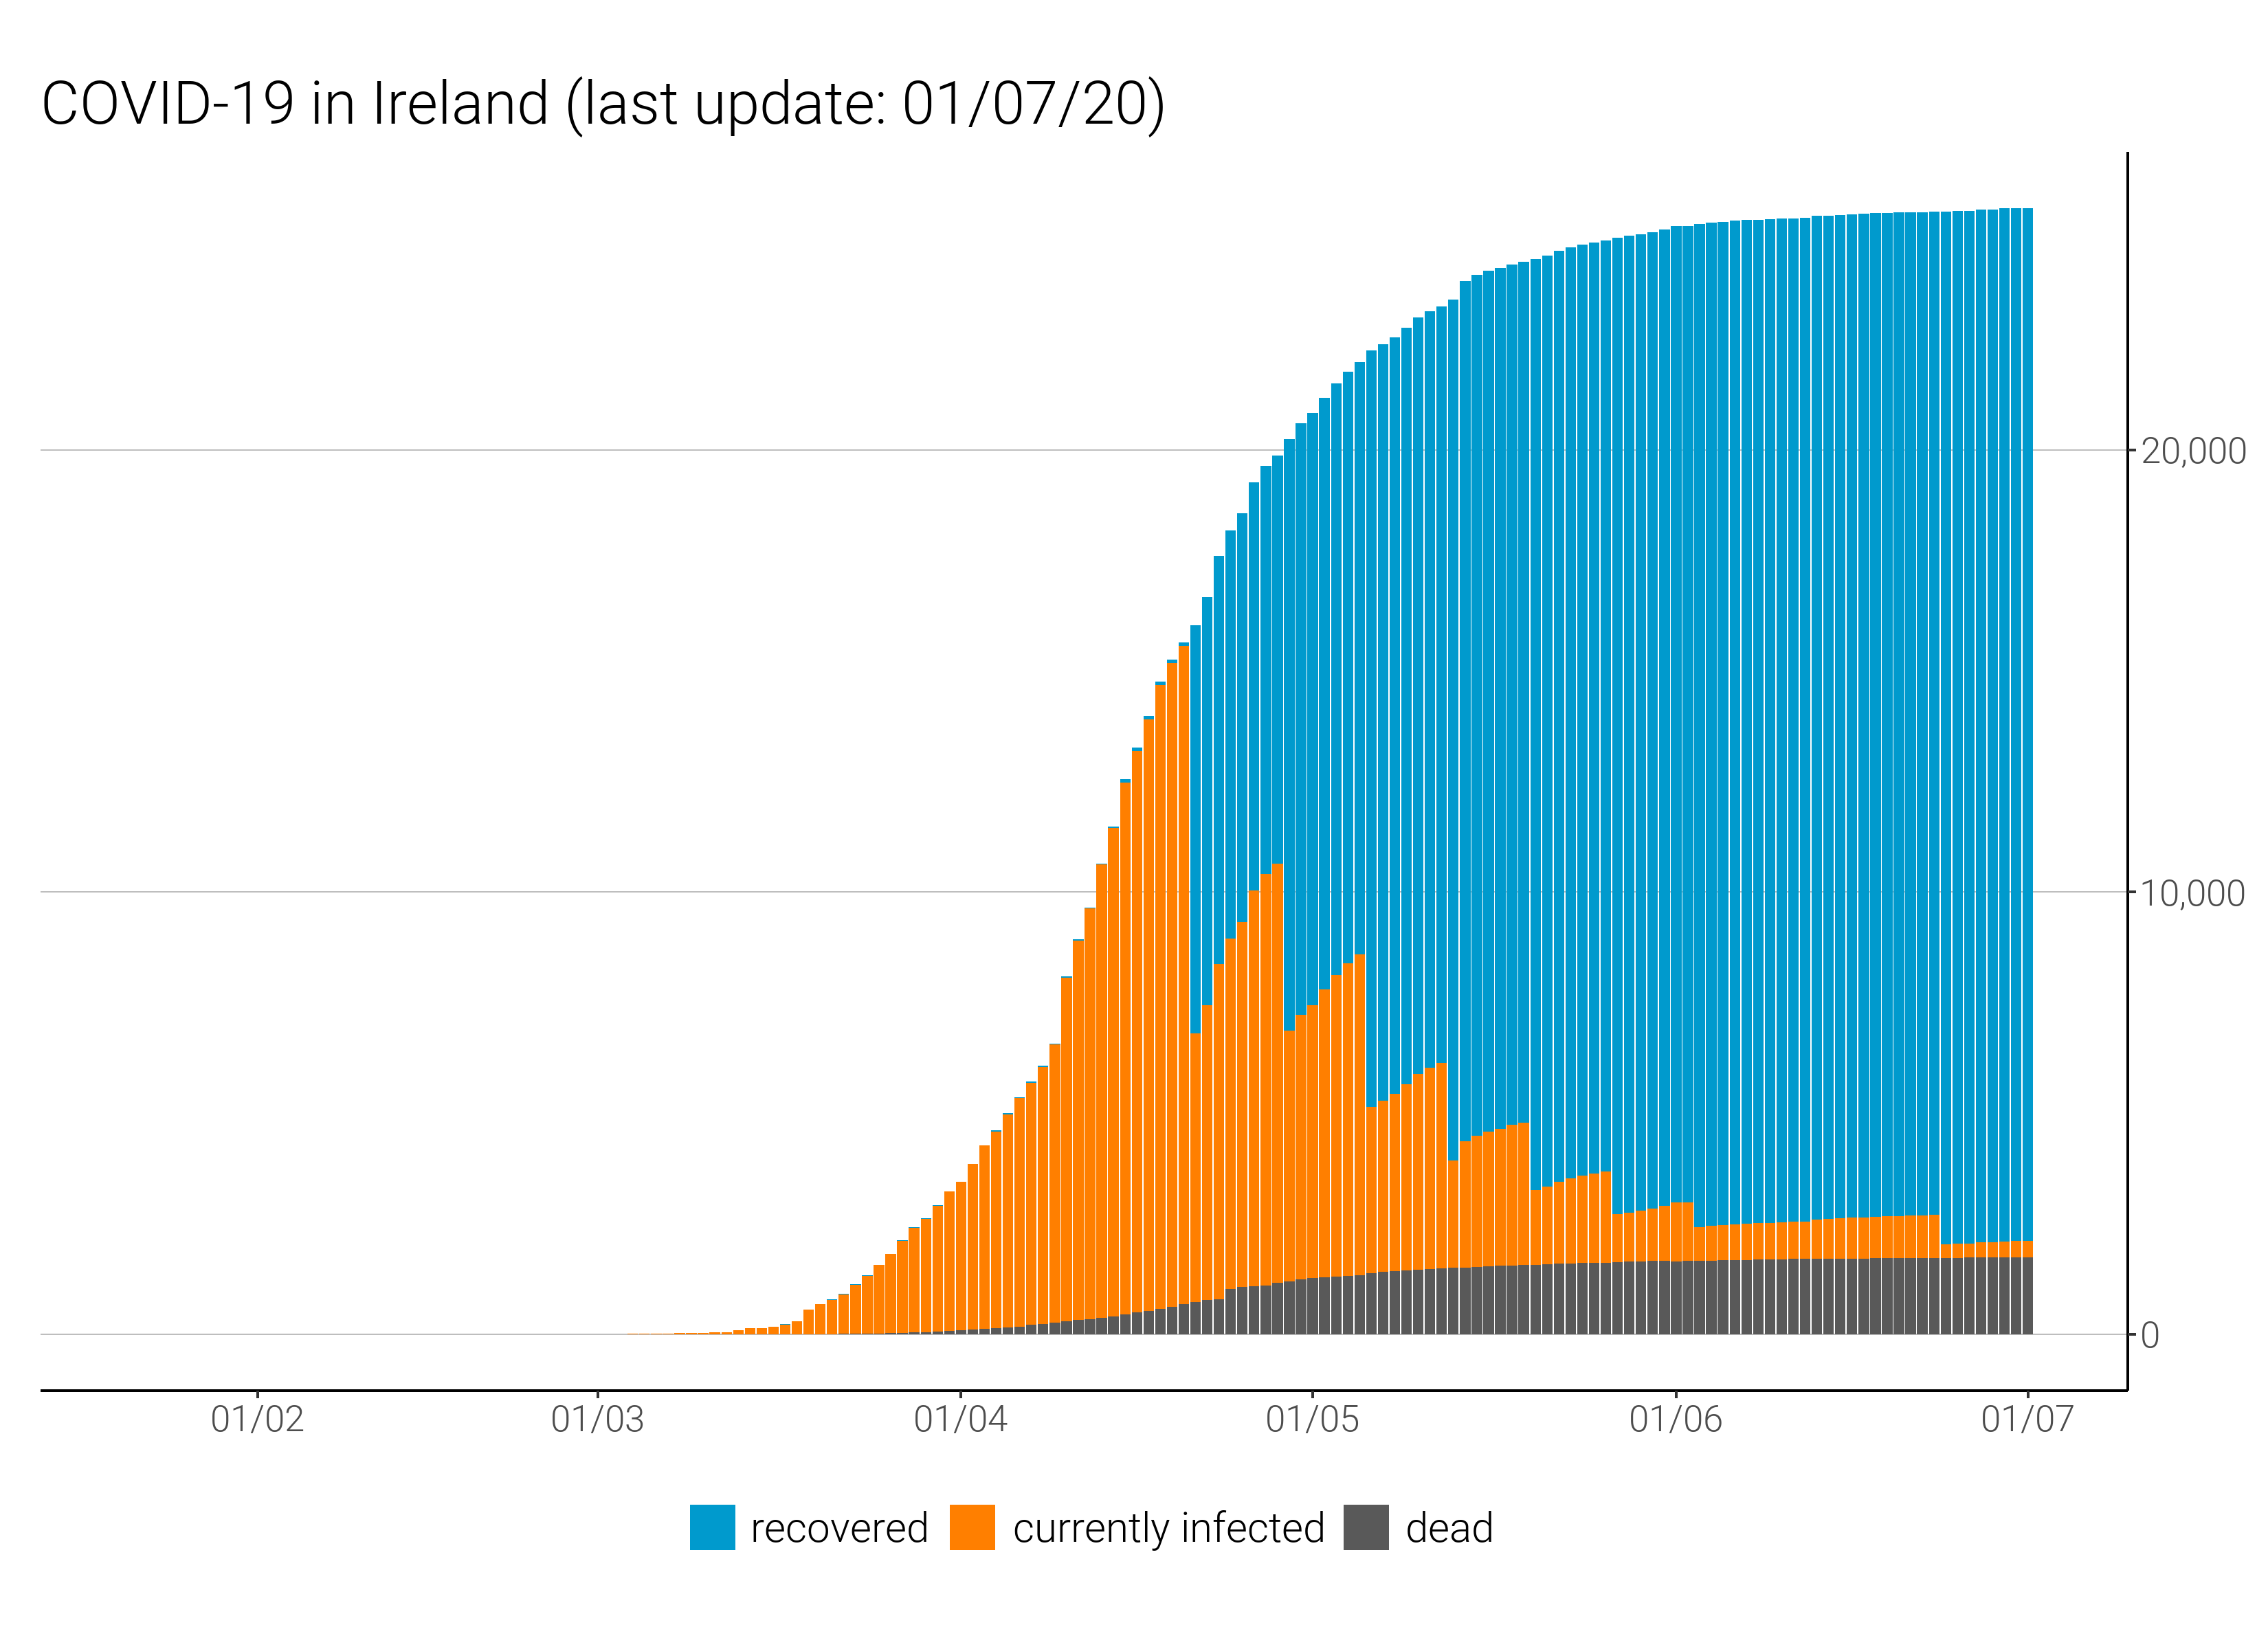 COVID-19 in Ireland (last update: 01/07/20)
20,000
10,000
0
01/02 01/03 01/04 01/05 01/06 01/07
recovered currently infected dead